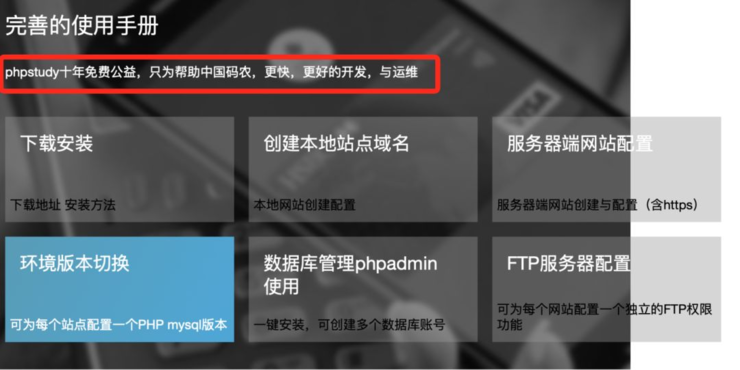 完善的使用手册
phpstudy十年免费公益，只为帮助中国码农，更快，更好的开发，与运维
下载安装
下载地址 安装方法
创建本地站点域名
本地网站创建配置
服务器端网站配置
服务器端网站创建与配置（含https）
环境版本切换
可为每个站点配置一个PHP mysql版本
数据库管理phpadmin
使用
一键安装，可创建多个数据库账号
FTP服务器配置
可为每个网站配置一个独立的FTP权限
功能
VISA